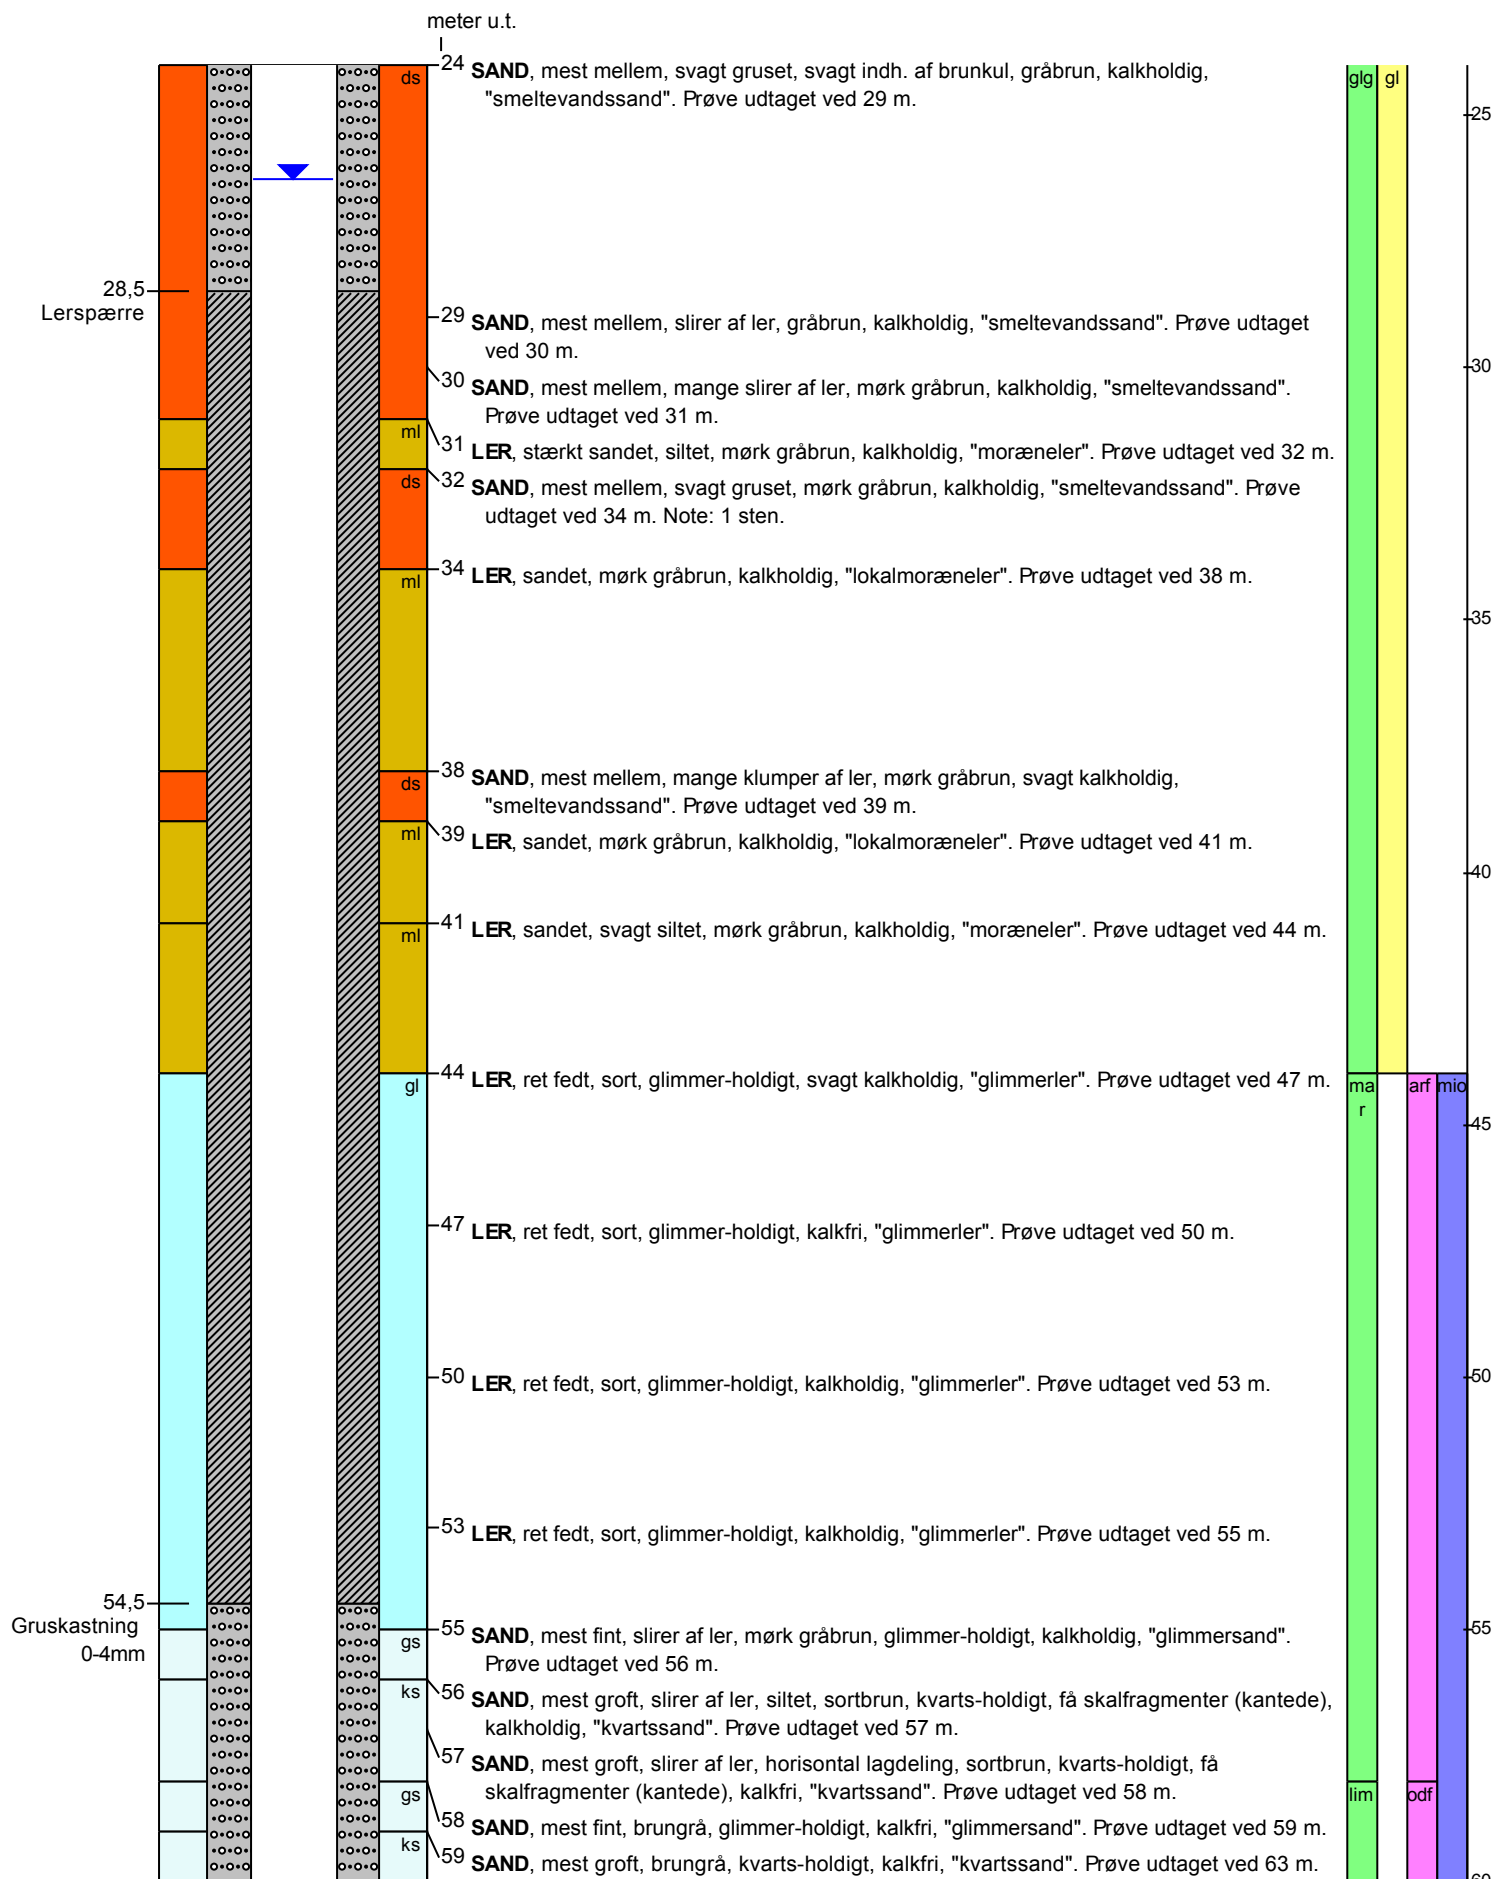 meter u.t.
24 SAND, mest mellem, svagt gruset, svagt indh. af brunkul, gråbrun, kalkholdig,
"smeltevandssand". Prøve udtaget ved 29 m.
ds
glg
gl
25
28,5
Lerspærre
29 SAND, mest mellem, slirer af ler, gråbrun, kalkholdig, "smeltevandssand". Prøve udtaget
ved 30 m.
30
30 SAND, mest mellem, mange slirer af ler, mørk gråbrun, kalkholdig, "smeltevandssand".
Prøve udtaget ved 31 m.
ml
31 LER, stærkt sandet, siltet, mørk gråbrun, kalkholdig, "moræneler". Prøve udtaget ved 32 m.
ds
32 SAND, mest mellem, svagt gruset, mørk gråbrun, kalkholdig, "smeltevandssand". Prøve
udtaget ved 34 m. Note: 1 sten.
ml
34 LER, sandet, mørk gråbrun, kalkholdig, "lokalmoræneler". Prøve udtaget ved 38 m.
35
ds
38 SAND, mest mellem, mange klumper af ler, mørk gråbrun, svagt kalkholdig,
"smeltevandssand". Prøve udtaget ved 39 m.
ml
39 LER, sandet, mørk gråbrun, kalkholdig, "lokalmoræneler". Prøve udtaget ved 41 m.
40
ml
41 LER, sandet, svagt siltet, mørk gråbrun, kalkholdig, "moræneler". Prøve udtaget ved 44 m.
gl
44 LER, ret fedt, sort, glimmer-holdigt, svagt kalkholdig, "glimmerler". Prøve udtaget ved 47 m.
ma
r
arf
mio
45
47 LER, ret fedt, sort, glimmer-holdigt, kalkfri, "glimmerler". Prøve udtaget ved 50 m.
50 LER, ret fedt, sort, glimmer-holdigt, kalkholdig, "glimmerler". Prøve udtaget ved 53 m.
50
53 LER, ret fedt, sort, glimmer-holdigt, kalkholdig, "glimmerler". Prøve udtaget ved 55 m.
54,5
Gruskastning
0-4mm
gs
55 SAND, mest fint, slirer af ler, mørk gråbrun, glimmer-holdigt, kalkholdig, "glimmersand".
Prøve udtaget ved 56 m.
55
ks
56 SAND, mest groft, slirer af ler, siltet, sortbrun, kvarts-holdigt, få skalfragmenter (kantede),
kalkholdig, "kvartssand". Prøve udtaget ved 57 m.
57 SAND, mest groft, slirer af ler, horisontal lagdeling, sortbrun, kvarts-holdigt, få
skalfragmenter (kantede), kalkfri, "kvartssand". Prøve udtaget ved 58 m.
gs
lim
odf
58 SAND, mest fint, brungrå, glimmer-holdigt, kalkfri, "glimmersand". Prøve udtaget ved 59 m.
ks
59 SAND, mest groft, brungrå, kvarts-holdigt, kalkfri, "kvartssand". Prøve udtaget ved 63 m.